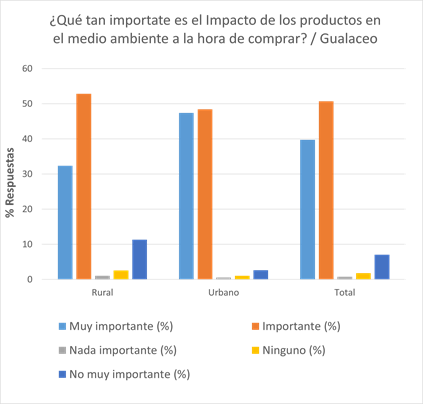 ¿Qué tan importate es el Impacto de los productos en
el medio ambiente a la hora de comprar? / Gualaceo
60
50
40
30
20
10
0
% Respuestas
Rural
Urbano
Total
Muy importante (%)
Importante (%)
Nada importante (%)
Ninguno (%)
No muy importante (%)